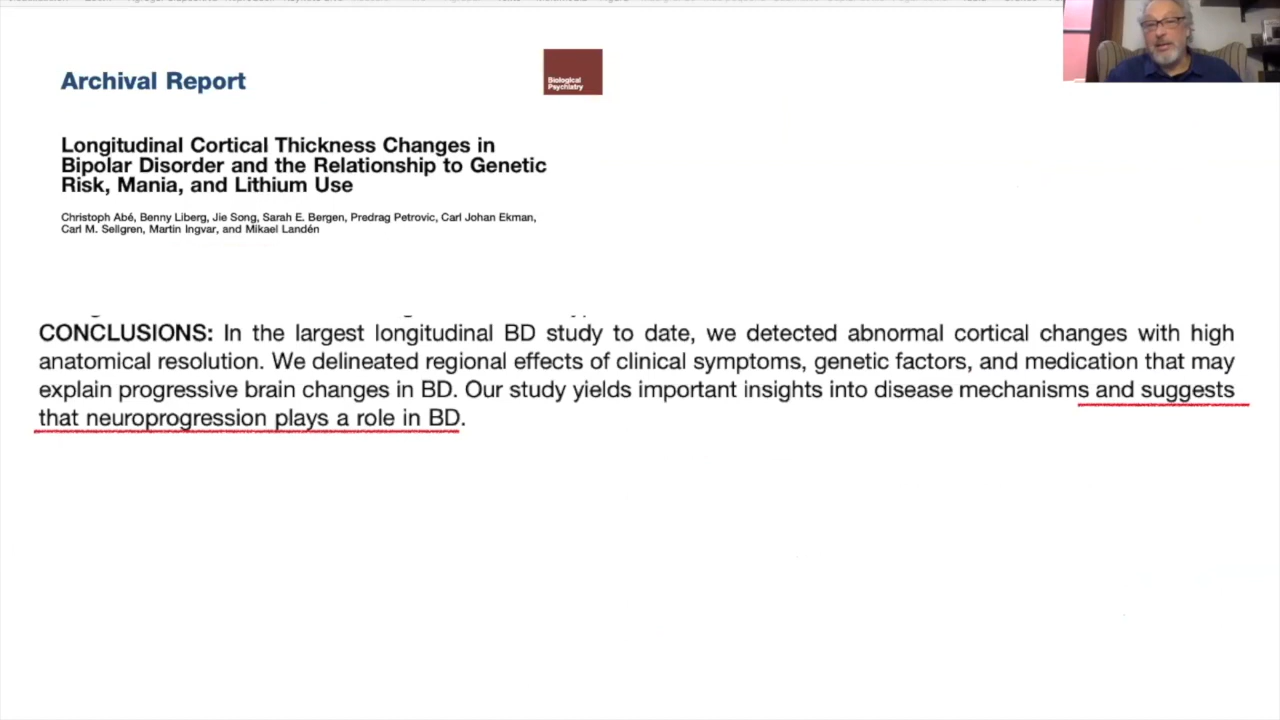 Archival Report
Biological
Psychiatry
Longitudinal Cortical Thickness Changes in
Bipolar Disorder and the Relationship to Genetic
Risk, Mania, and Lithium Use
Christoph Abé, Benny Liberg, Jie Song, Sarah E. Bergen, Predrag Petrovic, Carl Johan Ekman,
Carl M. Sellgren, Martin Ingvar, and Mikael Landén
CONCLUSIONS: In the largest longitudinal BD study to date, we detected abnormal cortical changes with high
anatomical resolution. We delineated regional effects of clinical symptoms, genetic factors, and medication that may
explain progressive brain changes in BD. Our study yields important insights into disease mechanisms and suggests
that neuroprogression plays a role in BD.